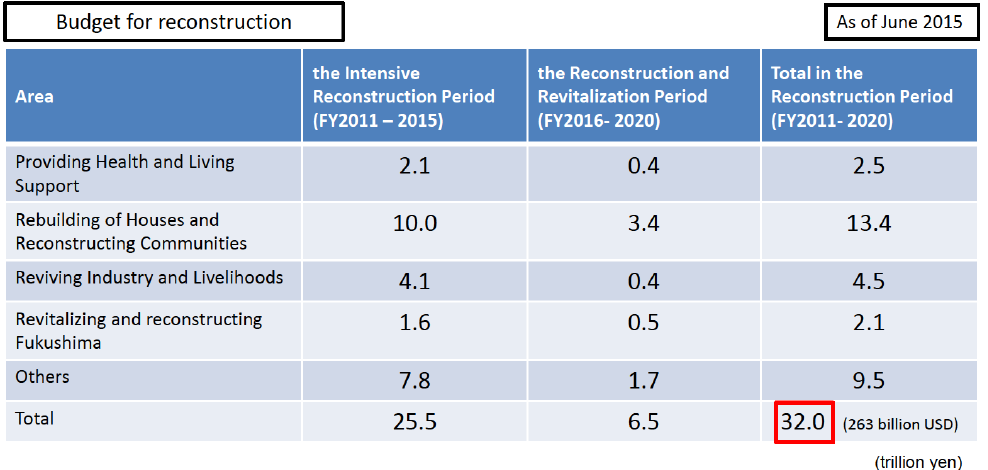 Budget for reconstruction
As of June 2015
Area
the Intensive
Reconstruction Period
(FY2011 – 2015)
the Reconstruction and
Revitalization Period
(FY2016- 2020)
Total in the
Reconstruction Period
(FY2011- 2020)
Providing Health and Living
Support
2.1
0.4
2.5
Rebuilding of Houses and
Reconstructing Communities
10.0
3.4
13.4
Reviving Industry and Livelihoods
4.1
0.4
4.5
Revitalizing and reconstructing
Fukushima
1.6
0.5
2.1
Others
7.8
1.7
9.5
Total
25.5
6.5
32.0 (263 billion USD)
(trillion yen)